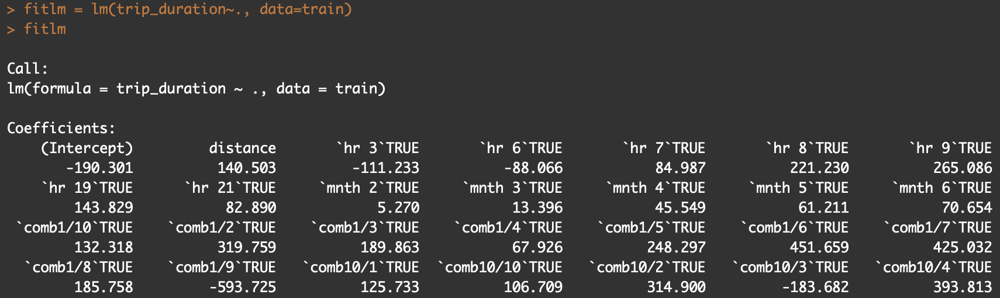 > fitlm = lm(trip_duration~., data=train)
> fitlm
Call:
lm(formula = trip_duration ~ ., data = train)
Coefficients:
(Intercept) distance `hr 3`TRUE `hr 6`TRUE `hr 7`TRUE `hr 8`TRUE `hr 9`TRUE
-190.301 140.503 -111.233 -88.066 84.987 221.230 265.086
`hr 19`TRUE `hr 21`TRUE `mnth 2`TRUE `mnth 3`TRUE `mnth 4`TRUE `mnth 5`TRUE `mnth 6`TRUE
143.829 82.890 5.270 13.396 45.549 61.211 70.654
`comb1/10`TRUE `comb1/2`TRUE `comb1/3`TRUE `comb1/4`TRUE `comb1/5`TRUE `comb1/6`TRUE `comb1/7`TRUE
132.318 319.759 189.863 67.926 248.297 451.659 425.032
`comb1/8`TRUE `comb1/9`TRUE `comb10/1`TRUE `comb10/10`TRUE `comb10/2`TRUE `comb10/3`TRUE `comb10/4`TRUE
185.758 -593.725 125.733 106.709 314.900 -183.682 393.813